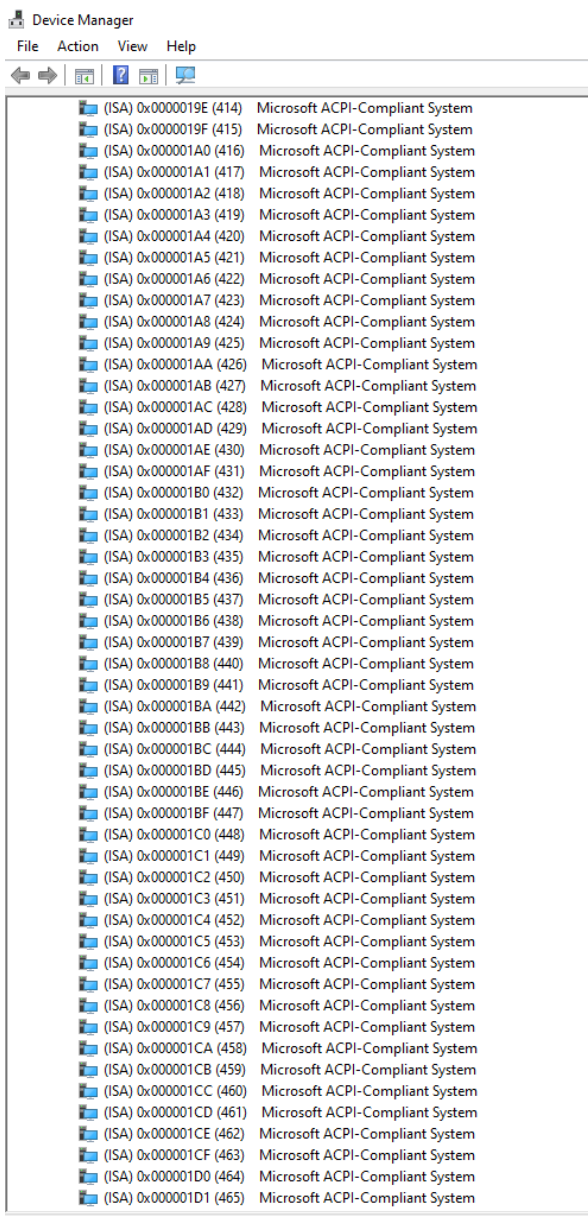 Device Manager
File Action View Help
(ISA) 0x0000019E (414) Microsoft ACPI-Compliant System
(ISA) 0x0000019F (415) Microsoft ACPI-Compliant System
(ISA) 0x000001A0 (416) Microsoft ACPI-Compliant System
(ISA) 0x000001A1 (417) Microsoft ACPI-Compliant System
(ISA) 0x000001A2 (418) Microsoft ACPI-Compliant System
(ISA) 0x000001A3 (419) Microsoft ACPI-Compliant System
(ISA) 0x000001A4 (420) Microsoft ACPI-Compliant System
(ISA) 0x000001A5 (421) Microsoft ACPI-Compliant System
(ISA) 0x000001A6 (422) Microsoft ACPI-Compliant System
(ISA) 0x000001A7 (423) Microsoft ACPI-Compliant System
(ISA) 0x000001A8 (424) Microsoft ACPI-Compliant System
(ISA) 0x000001A9 (425) Microsoft ACPI-Compliant System
(ISA) 0x000001AA (426) Microsoft ACPI-Compliant System
(ISA) 0x000001AB (427) Microsoft ACPI-Compliant System
(ISA) 0x000001AC (428) Microsoft ACPI-Compliant System
(ISA) 0x000001AD (429) Microsoft ACPI-Compliant System
(ISA) 0x000001AE (430) Microsoft ACPI-Compliant System
(ISA) 0x000001AF (431) Microsoft ACPI-Compliant System
(ISA) 0x000001B0 (432) Microsoft ACPI-Compliant System
(ISA) 0x000001B1 (433) Microsoft ACPI-Compliant System
(ISA) 0x000001B2 (434) Microsoft ACPI-Compliant System
(ISA) 0x000001B3 (435) Microsoft ACPI-Compliant System
(ISA) 0x000001B4 (436) Microsoft ACPI-Compliant System
(ISA) 0x000001B5 (437) Microsoft ACPI-Compliant System
(ISA) 0x000001B6 (438) Microsoft ACPI-Compliant System
(ISA) 0x000001B7 (439) Microsoft ACPI-Compliant System
(ISA) 0x000001B8 (440) Microsoft ACPI-Compliant System
(ISA) 0x000001B9 (441) Microsoft ACPI-Compliant System
(ISA) 0x000001BA (442) Microsoft ACPI-Compliant System
(ISA) 0x000001BB (443) Microsoft ACPI-Compliant System
(ISA) 0x000001BC (444) Microsoft ACPI-Compliant System
(ISA) 0x000001BD (445) Microsoft ACPI-Compliant System
(ISA) 0x000001BE (446) Microsoft ACPI-Compliant System
(ISA) 0x000001BF (447) Microsoft ACPI-Compliant System
(ISA) 0x000001C0 (448) Microsoft ACPI-Compliant System
(ISA) 0x000001C1 (449) Microsoft ACPI-Compliant System
(ISA) 0x000001C2 (450) Microsoft ACPI-Compliant System
(ISA) 0x000001C3 (451) Microsoft ACPI-Compliant System
(ISA) 0x000001C4 (452) Microsoft ACPI-Compliant System
(ISA) 0x000001C5 (453) Microsoft ACPI-Compliant System
(ISA) 0x000001C6 (454) Microsoft ACPI-Compliant System
(ISA) 0x000001C7 (455) Microsoft ACPI-Compliant System
(ISA) 0x000001C8 (456) Microsoft ACPI-Compliant System
(ISA) 0x000001C9 (457) Microsoft ACPI-Compliant System
(ISA) 0x000001CA (458) Microsoft ACPI-Compliant System
(ISA) 0x000001CB (459) Microsoft ACPI-Compliant System
(ISA) 0x000001CC (460) Microsoft ACPI-Compliant System
(ISA) 0x000001CD (461) Microsoft ACPI-Compliant System
(ISA) 0x000001CE (462) Microsoft ACPI-Compliant System
(ISA) 0x000001CF (463) Microsoft ACPI-Compliant System
(ISA) 0x000001D0 (464) Microsoft ACPI-Compliant System
(ISA) 0x000001D1 (465) Microsoft ACPI-Compliant System